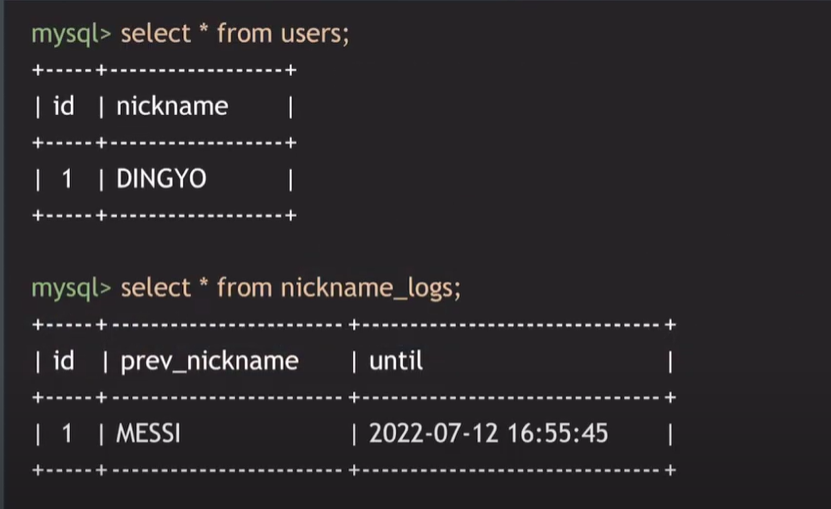 mysql> select * from users;
+-----+------------------+
| id | nickname |
+-----+------------------+
| 1 | DINGYO |
+-----+------------------+
mysql> select * from nickname_logs;
+-----+------------------------+-------------------------------+
| id | prev_nickname | until |
+-----+------------------------+-------------------------------+
| 1 | MESSI | 2022-07-12 16:55:45 |
+-----+------------------------+-------------------------------+